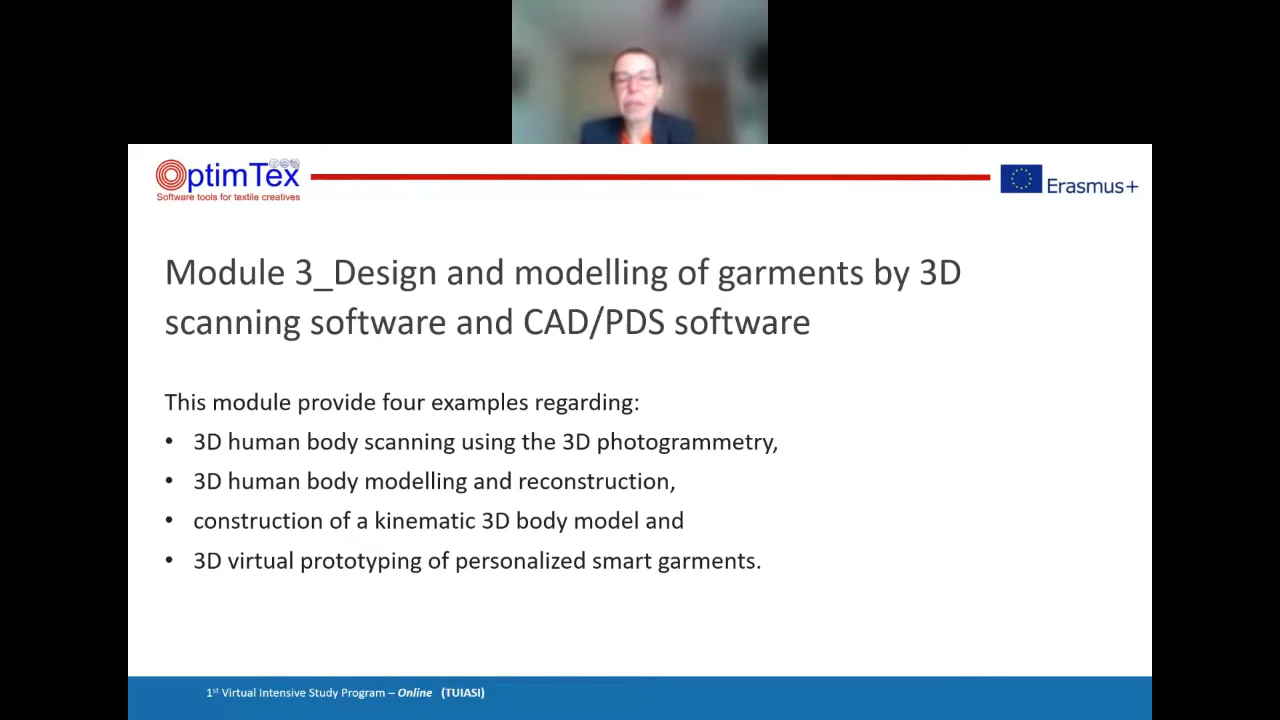 OptimTex
Software tools for textile creatives
Erasmus+
Module 3_Design and modelling of garments by 3D
scanning software and CAD/PDS software
This module provide four examples regarding:
• 3D human body scanning using the 3D photogrammetry,
• 3D human body modelling and reconstruction,
• construction of a kinematic 3D body model and
• 3D virtual prototyping of personalized smart garments.
1st Virtual Intensive Study Program – Online (TUIASI)